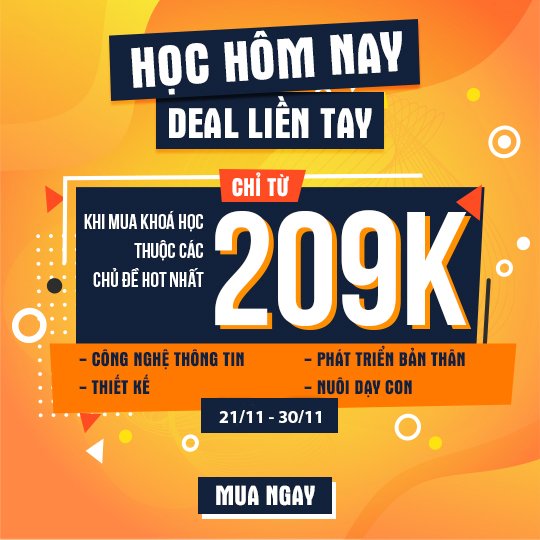 HỌC HÔM NAY
DEAL LIỀN TAY
CHỈ TỪ
KHI MUA KHOÁ HỌC
THUỘC CÁC
CHỦ ĐỀ HOT NHẤT
209K
- CÔNG NGHỆ THÔNG TIN
- THIẾT KẾ
- PHÁT TRIỂN BẢN THÂN
- NUÔI DẠY CON
21/11 - 30/11
MUA NGAY